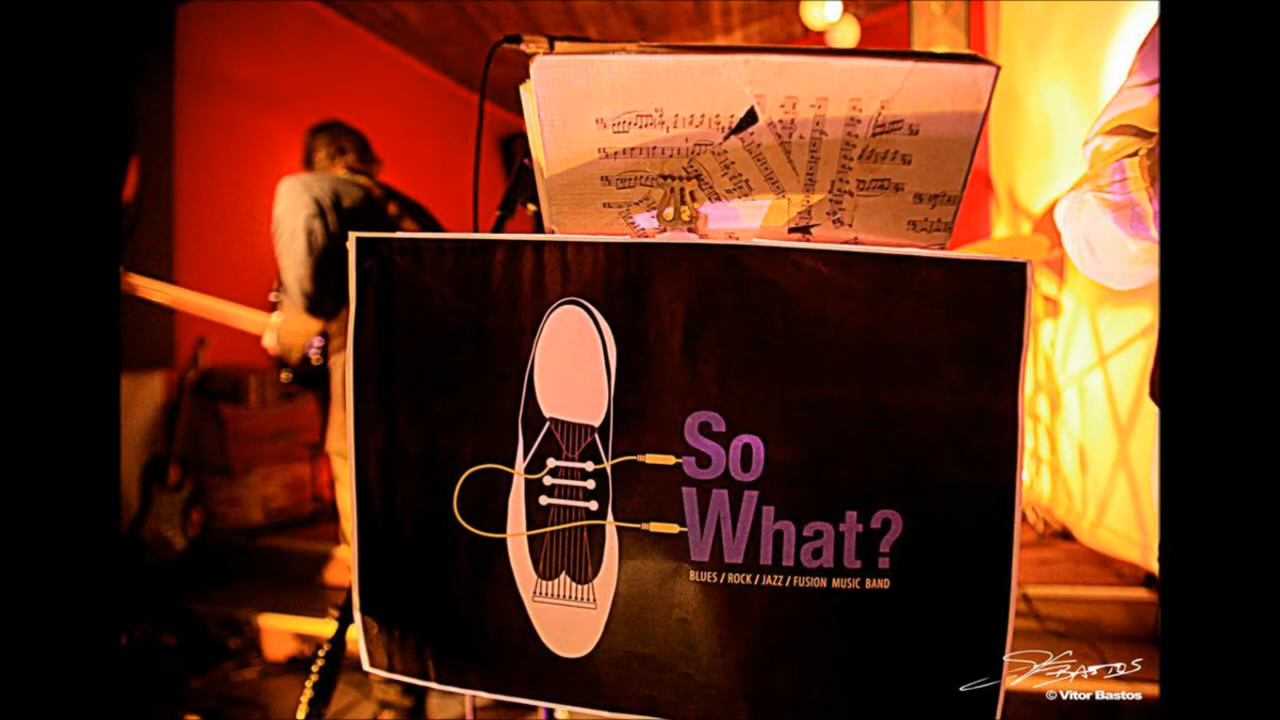 So
What?
BLUES / ROCK / JAZZ / FUSION MUSIC BAND
BASTOS
© Vitor Bastos